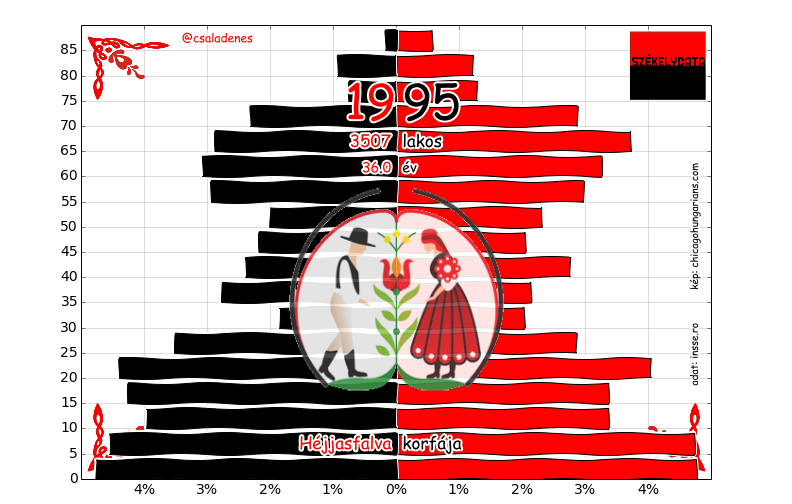 @csaladenes
SZÉKELYDATA
1995
3507 lakos
36.0 év
kép: chicagohungarians.com
adat: insse.ro
Héjjasfalva korfája
85
80
75
70
65
60
55
50
45
40
35
30
25
20
15
10
5
0
4% 3% 2% 1% 0% 1% 2% 3% 4%